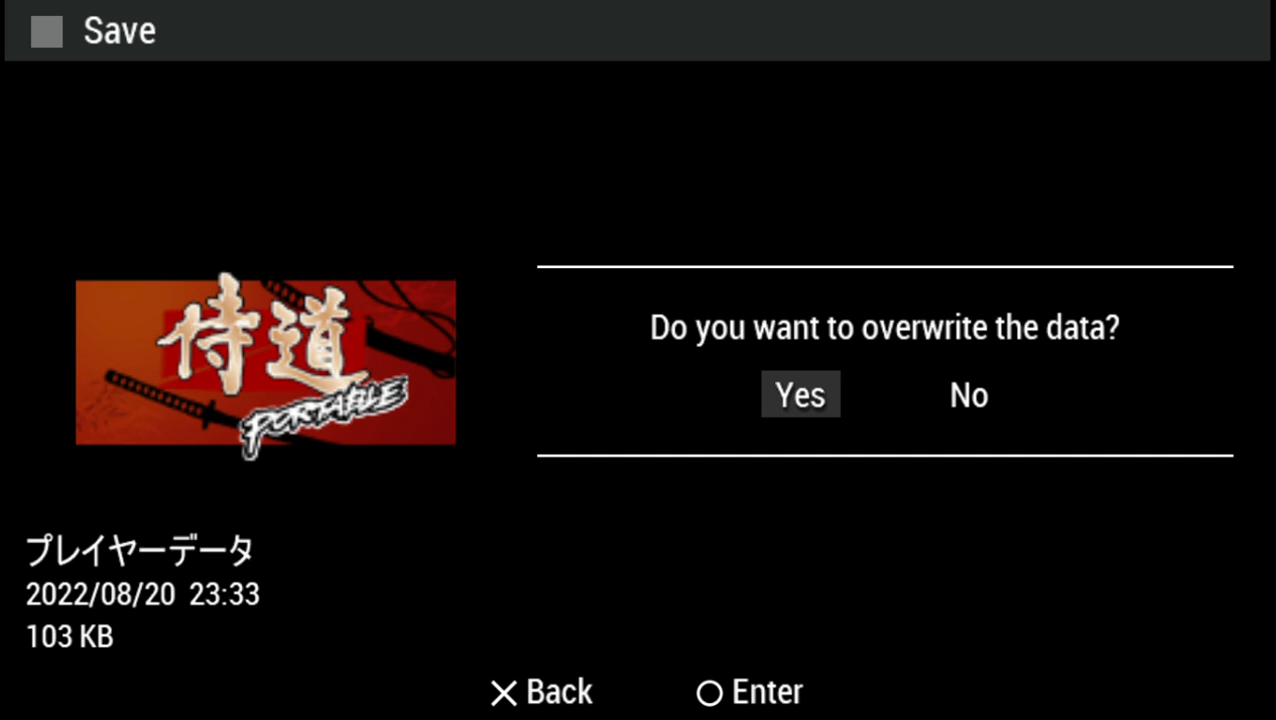 Save
侍道
PORTABLE
Do you want to overwrite the data?
Yes No
プレイヤーデータ
2022/08/20 23:33
103 KB
Back Enter